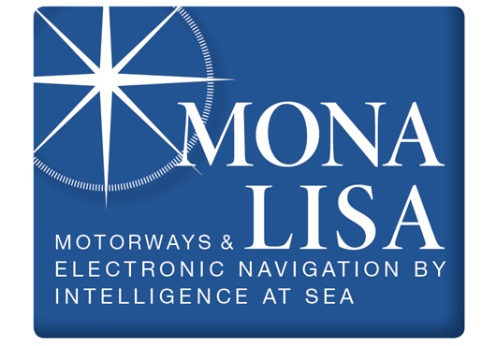 MONA
LISA
MOTORWAYS &
ELECTRONIC NAVIGATION BY
INTELLIGENCE AT SEA